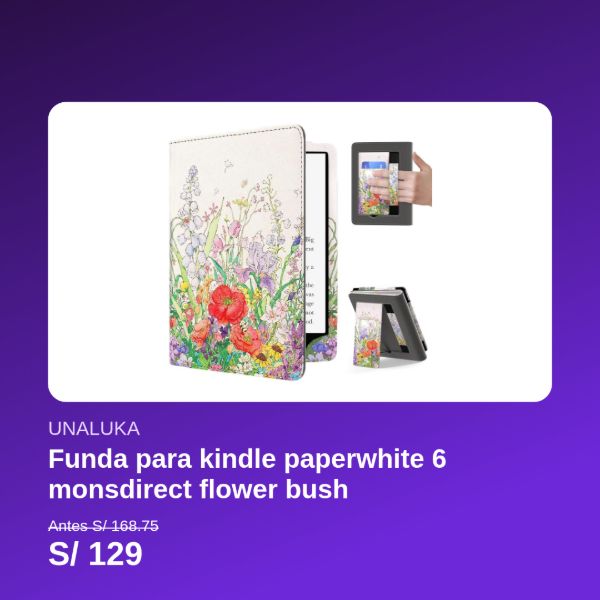 UNALUKA
Funda para kindle paperwhite 6
monsdirect flower bush
Antes S/ 168.75
S/ 129